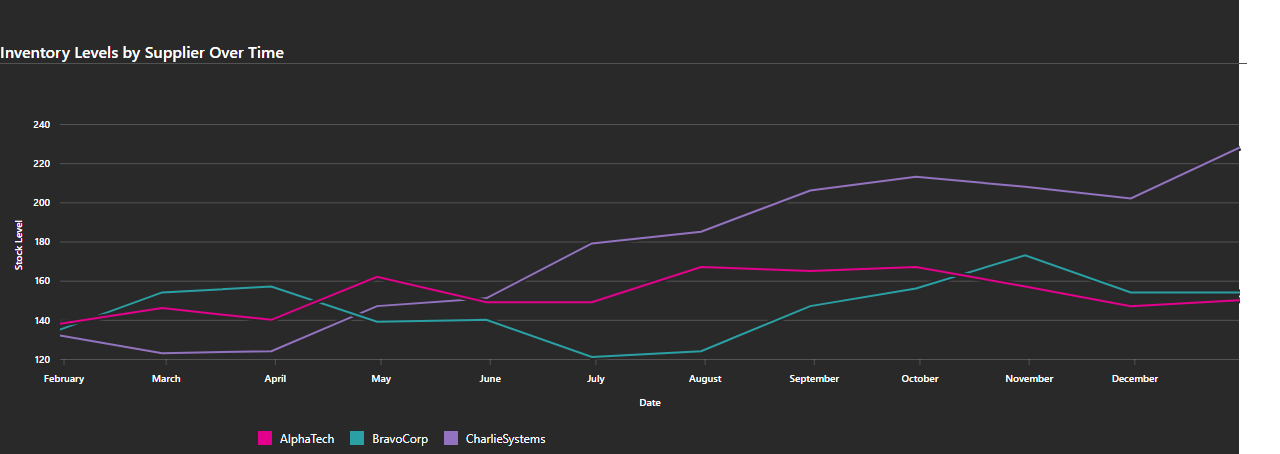 Inventory Levels by Supplier Over Time
240
220
200
180
160
140
120
Stock Level
February March April May June July August September October November December
Date
AlphaTech BravoCorp CharlieSystems